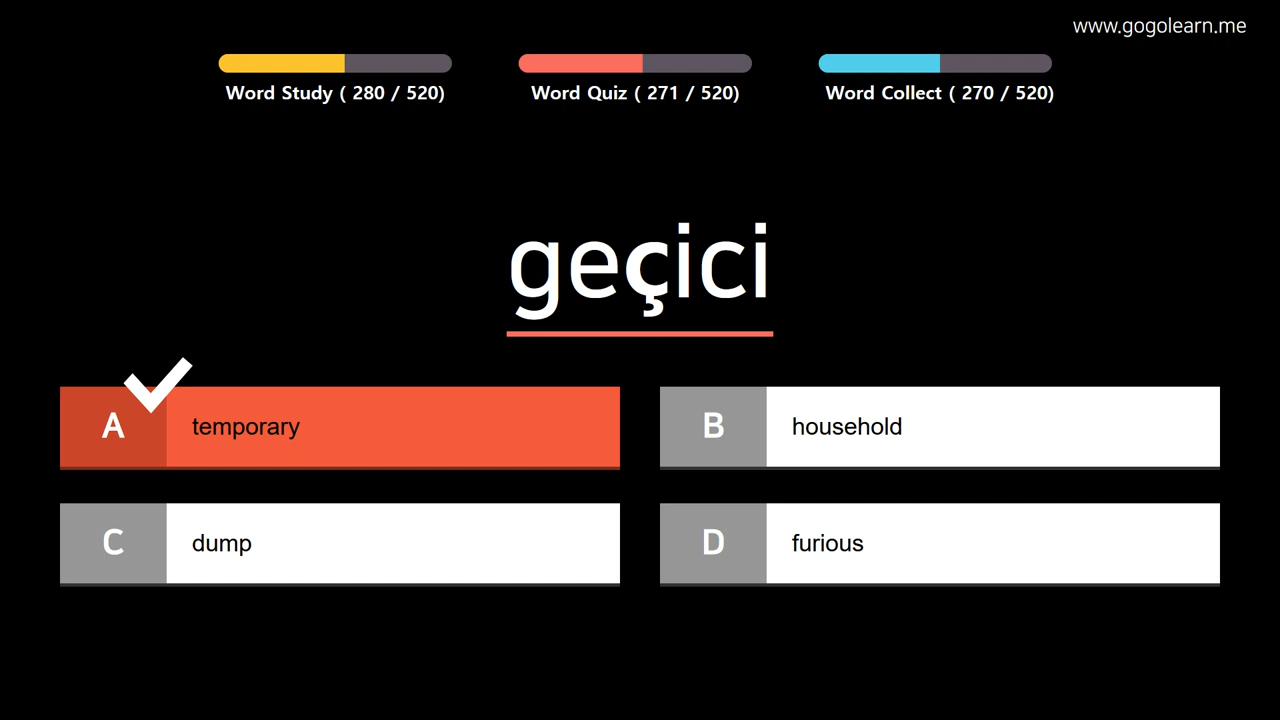 www.gogolearn.me
Word Study ( 280 / 520)
Word Quiz ( 271 / 520)
Word Collect ( 270 / 520)
geçici
A temporary
B household
C dump
D furious